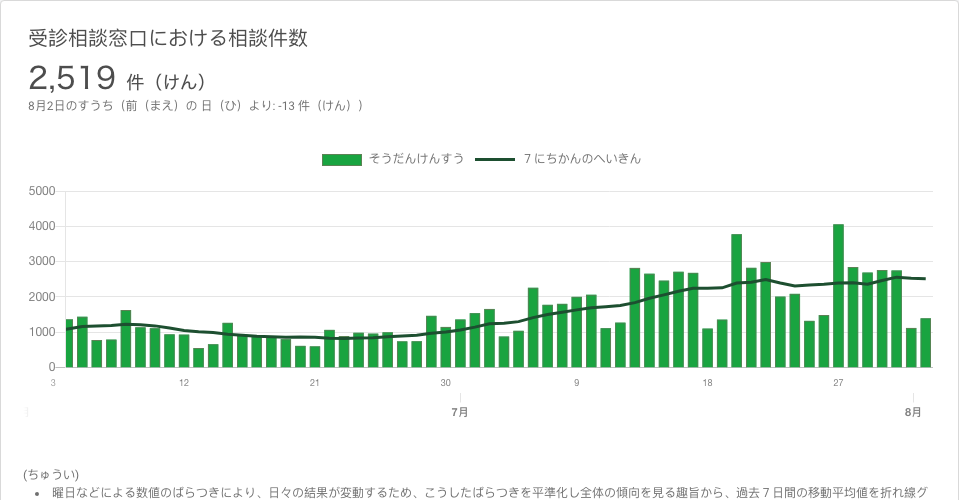 受診相談窓口における相談件数
2,519 件（けん）
8月2日のすうち（前（まえ）の 日（ひ）より: -13 件（けん））
そうだんけんすう 7 にちかんのへいきん
5000
4000
3000
2000
1000
0
3 12 21 30 9 18 27
7月 8月
(ちゅうい)
• 曜日などによる数値のばらつきにより、日々の結果が変動するため、こうしたばらつきを平準化し全体の傾向を見る趣旨から、過去７日間の移動平均値を折れ線グ